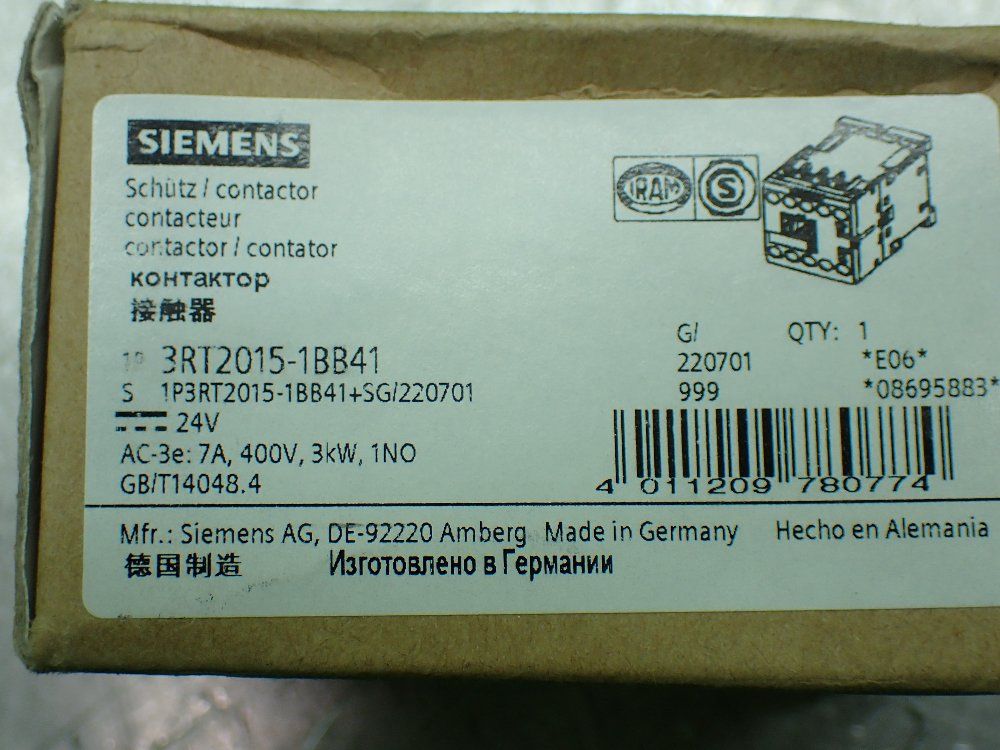 SIEMENS
Schütz / contactor
contacteur
contactor / contator
контактор
接触器
IRAM S
1P 3RT2015-1BB41
S 1P3RT2015-1BB41+SG/220701
24V
AC-3e: 7A, 400V, 3kW, 1NO
GB/T14048.4
G/ QTY: 1
220701 *E06*
999 *08695883*
4 011209 780774
Mfr.: Siemens AG, DE-92220 Amberg Made in Germany Hecho en Alemania
德国制造 Изготовлено в Германии